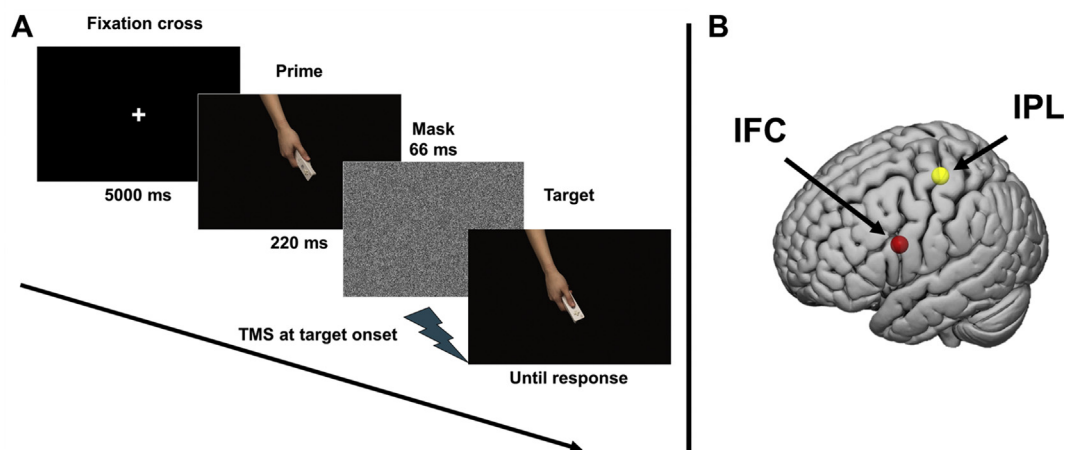 A
Fixation cross
5000 ms
Prime
220 ms
Mask
66 ms
Target
TMS at target onset
Until response
B
IFC
IPL